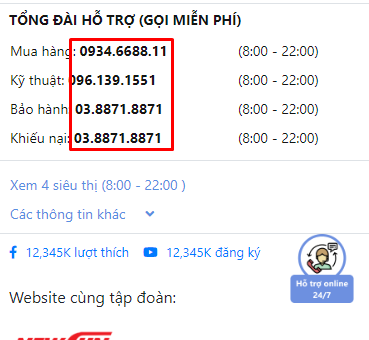 TỔNG ĐÀI HỖ TRỢ (GỌI MIỄN PHÍ)
Mua hàng: 0934.6688.11 (8:00 - 22:00)
Kỹ thuật: 096.139.1551 (8:00 - 22:00)
Bảo hành: 03.8871.8871 (8:00 - 22:00)
Khiếu nại: 03.8871.8871 (8:00 - 22:00)
Xem 4 siêu thị (8:00 - 22:00 )
Các thông tin khác
12,345K lượt thích 12,345K đăng ký
Hỗ trợ online
24/7
Website cùng tập đoàn: